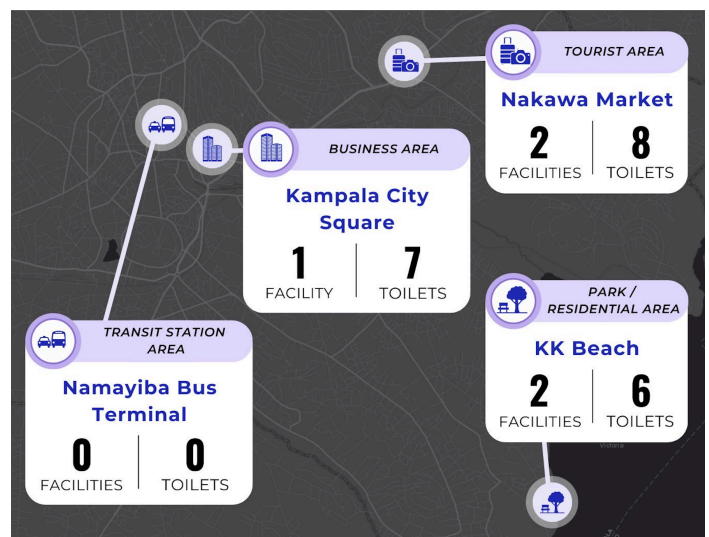 TOURIST AREA
Nakawa Market
2 8
FACILITIES TOILETS
BUSINESS AREA
Kampala City
Square
1 7
FACILITY TOILETS
PARK /
RESIDENTIAL AREA
KK Beach
2 6
FACILITIES TOILETS
Victoria
TRANSIT STATION
AREA
Namayiba Bus
Terminal
0 0
FACILITIES TOILETS